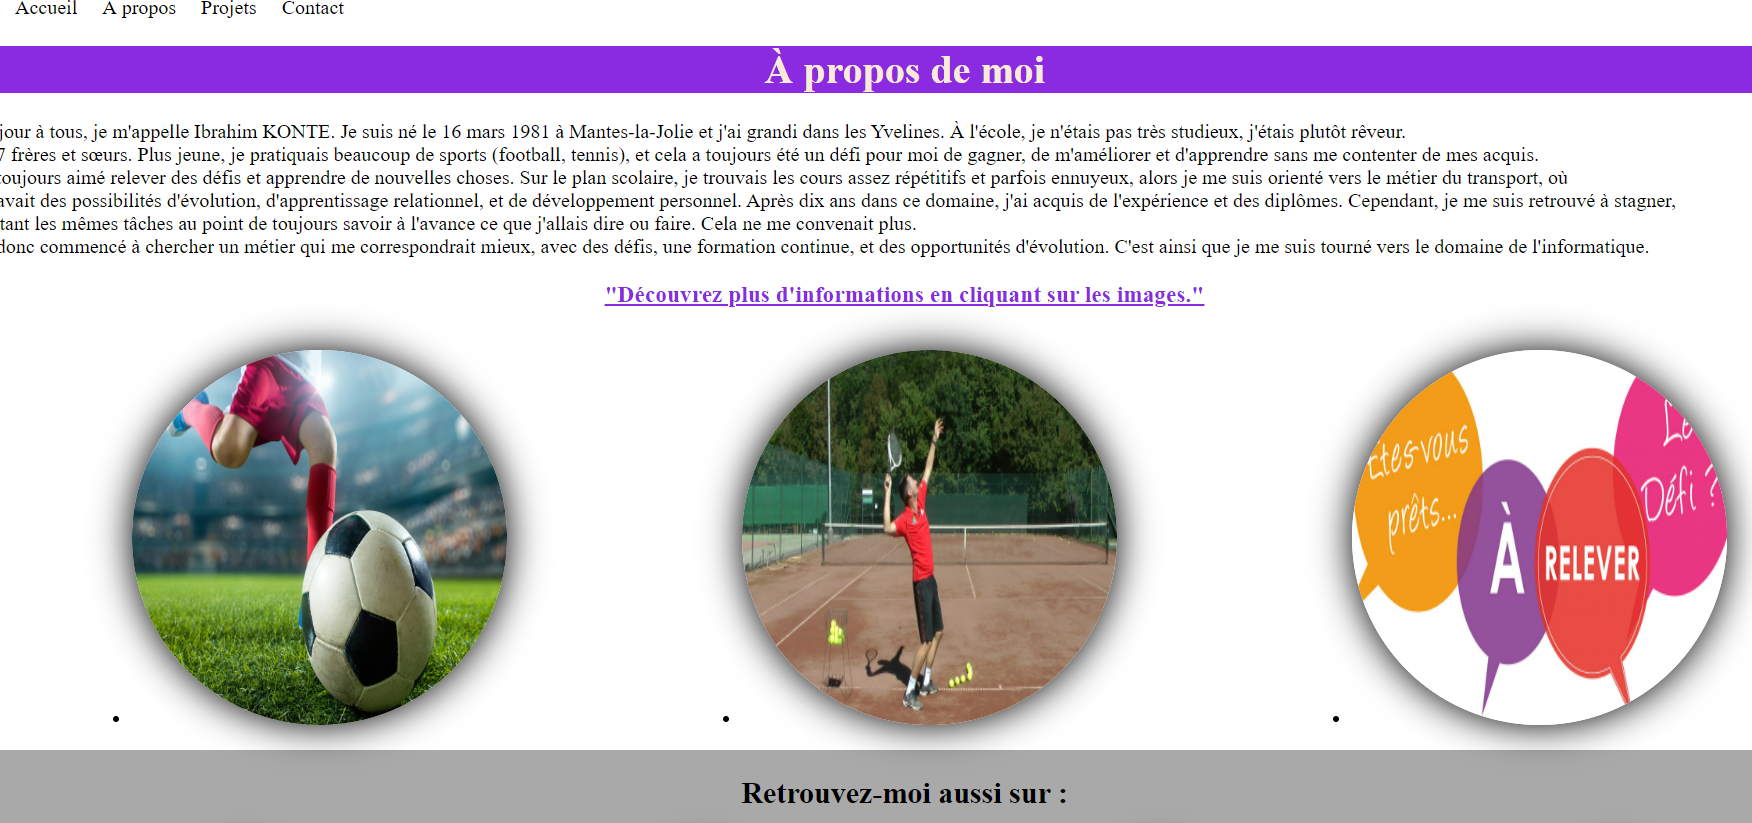 Accueil A propos Projets Contact
À propos de moi
jour à tous, je m'appelle Ibrahim KONTE. Je suis né le 16 mars 1981 à Mantes-la-Jolie et j'ai grandi dans les Yvelines. À l'école, je n'étais pas très studieux, j'étais plutôt rêveur.
7 frères et sœurs. Plus jeune, je pratiquais beaucoup de sports (football, tennis), et cela a toujours été un défi pour moi de gagner, de m'améliorer et d'apprendre sans me contenter de mes acquis.
toujours aimé relever des défis et apprendre de nouvelles choses. Sur le plan scolaire, je trouvais les cours assez répétitifs et parfois ennuyeux, alors je me suis orienté vers le métier du transport, où
avait des possibilités d'évolution, d'apprentissage relationnel, et de développement personnel. Après dix ans dans ce domaine, j'ai acquis de l'expérience et des diplômes. Cependant, je me suis retrouvé à stagner,
tant les mêmes tâches au point de toujours savoir à l'avance ce que j'allais dire ou faire. Cela ne me convenait plus.
donc commencé à chercher un métier qui me correspondrait mieux, avec des défis, une formation continue, et des opportunités d'évolution. C'est ainsi que je me suis tourné vers le domaine de l'informatique.
"Découvrez plus d'informations en cliquant sur les images."
tes-vous
prêts...
À
RELEVER
Le
Défi ?
Retrouvez-moi aussi sur :